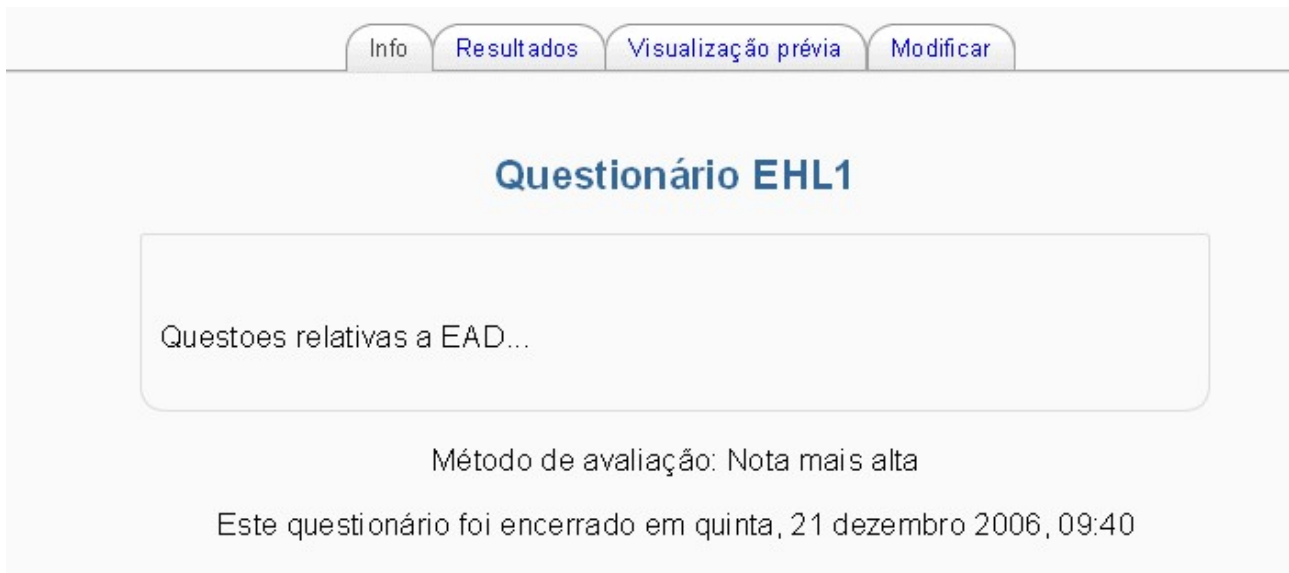 Info Resultados Visualização prévia Modificar
Questionário EHL1
Questoes relativas a EAD...
Método de avaliação: Nota mais alta
Este questionário foi encerrado em quinta, 21 dezembro 2006, 09:40